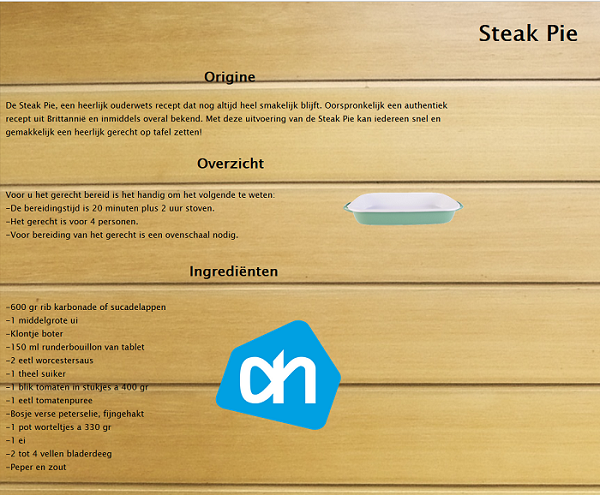 Steak Pie
Origine
De Steak Pie, een heerlijk ouderwets recept dat nog altijd heel smakelijk blijft. Oorspronkelijk een authentiek
recept uit Brittannië en inmiddels overal bekend. Met deze uitvoering van de Steak Pie kan iedereen snel en
gemakkelijk een heerlijk gerecht op tafel zetten!
Overzicht
Voor u het gerecht bereid is het handig om het volgende te weten:
-De bereidingstijd is 20 minuten plus 2 uur stoven.
-Het gerecht is voor 4 personen.
-Voor bereiding van het gerecht is een ovenschaal nodig.
Ingrediënten
-600 gr rib karbonade of sucadelappen
-1 middelgrote ui
-Klontje boter
-150 ml runderbouillon van tablet
-2 eetl worcestersaus
-1 theel suiker
-1 blik tomaten in stukjes a 400 gr
-1 eetl tomatenpuree
-Bosje verse peterselie, fijngehakt
-1 pot worteltjes a 330 gr
-1 ei
-2 tot 4 vellen bladerdeeg
-Peper en zout
ah